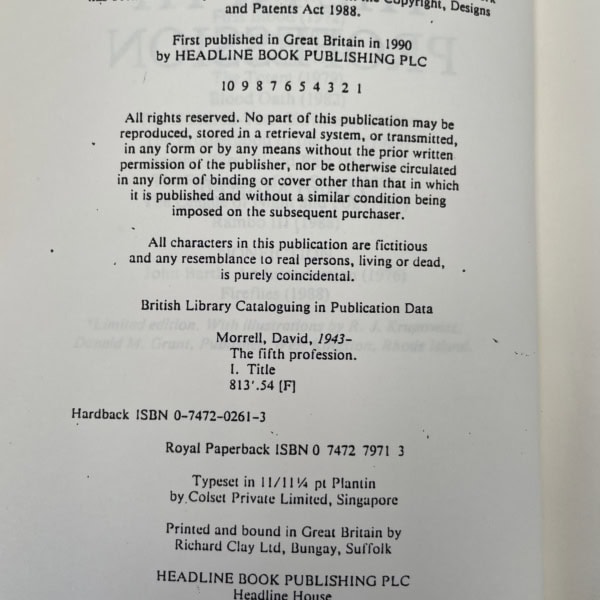 the Copyright, Designs
and Patents Act 1988.
First published in Great Britain in 1990
by HEADLINE BOOK PUBLISHING PLC
10 9 8 7 6 5 4 3 2 1
All rights reserved. No part of this publication may be
reproduced, stored in a retrieval system, or transmitted,
in any form or by any means without the prior written
permission of the publisher, nor be otherwise circulated
in any form of binding or cover other than that in which
it is published and without a similar condition being
imposed on the subsequent purchaser.
All characters in this publication are fictitious
and any resemblance to real persons, living or dead,
is purely coincidental.
British Library Cataloguing in Publication Data
Morrell, David, 1943-
The fifth profession.
I. Title
813'.54 [F]
Hardback ISBN 0-7472-0261-3
Royal Paperback ISBN 0 7472 7971 3
Typeset in 11/11¼ pt Plantin
by Colset Private Limited, Singapore
Printed and bound in Great Britain by
Richard Clay Ltd, Bungay, Suffolk
HEADLINE BOOK PUBLISHING PLC
Headline House